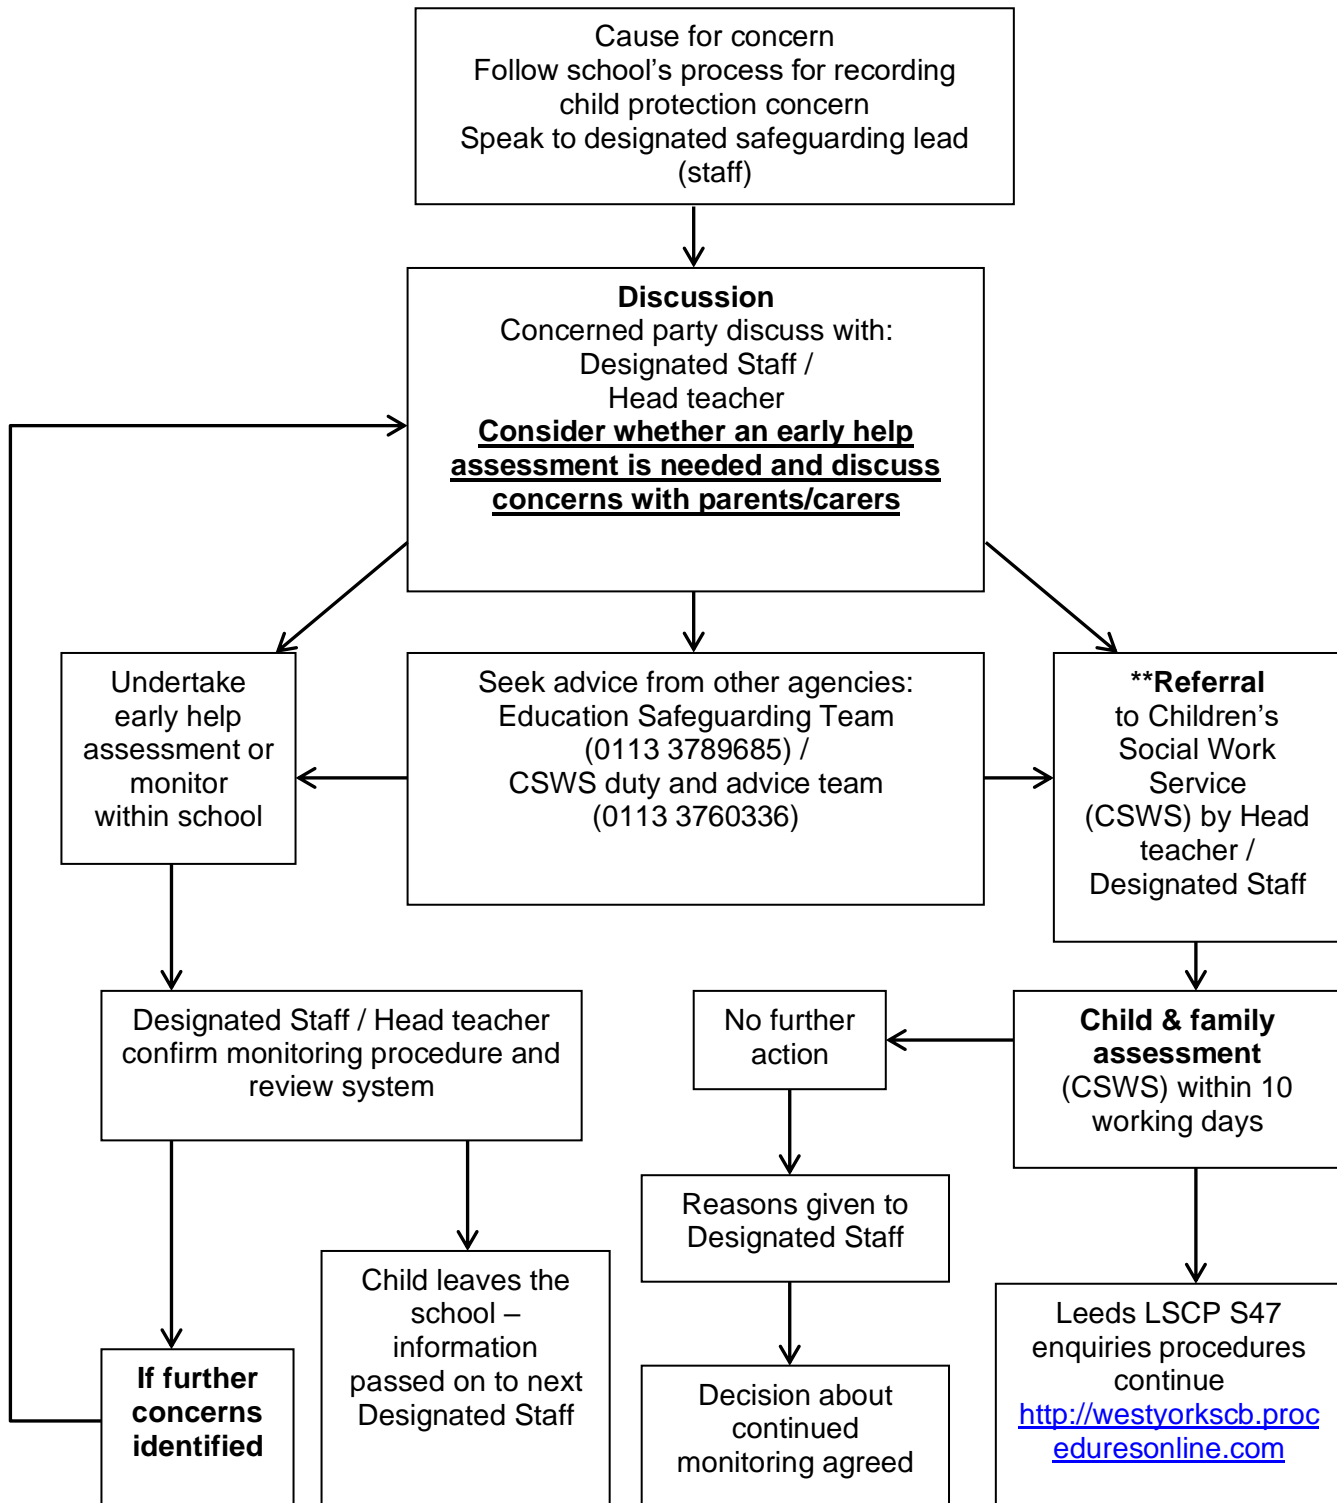 Cause for concern
Follow school’s process for recording
child protection concern
Speak to designated safeguarding lead
(staff)
Discussion
Concerned party discuss with:
Designated Staff /
Head teacher
Consider whether an early help
assessment is needed and discuss
concerns with parents/carers
Undertake
early help
assessment or
monitor
within school
Seek advice from other agencies:
Education Safeguarding Team
(0113 3789685) /
CSWS duty and advice team
(0113 3760336)
**Referral
to Children’s
Social Work
Service
(CSWS) by Head
teacher /
Designated Staff
Designated Staff / Head teacher
confirm monitoring procedure and
review system
No further
action
Child & family
assessment
(CSWS) within 10
working days
Reasons given to
Designated Staff
If further
concerns
identified
Child leaves the
school –
information
passed on to next
Designated Staff
Decision about
continued
monitoring agreed
Leeds LSCP S47
enquiries procedures
continue
http://westyorkscb.proc
eduresonline.com